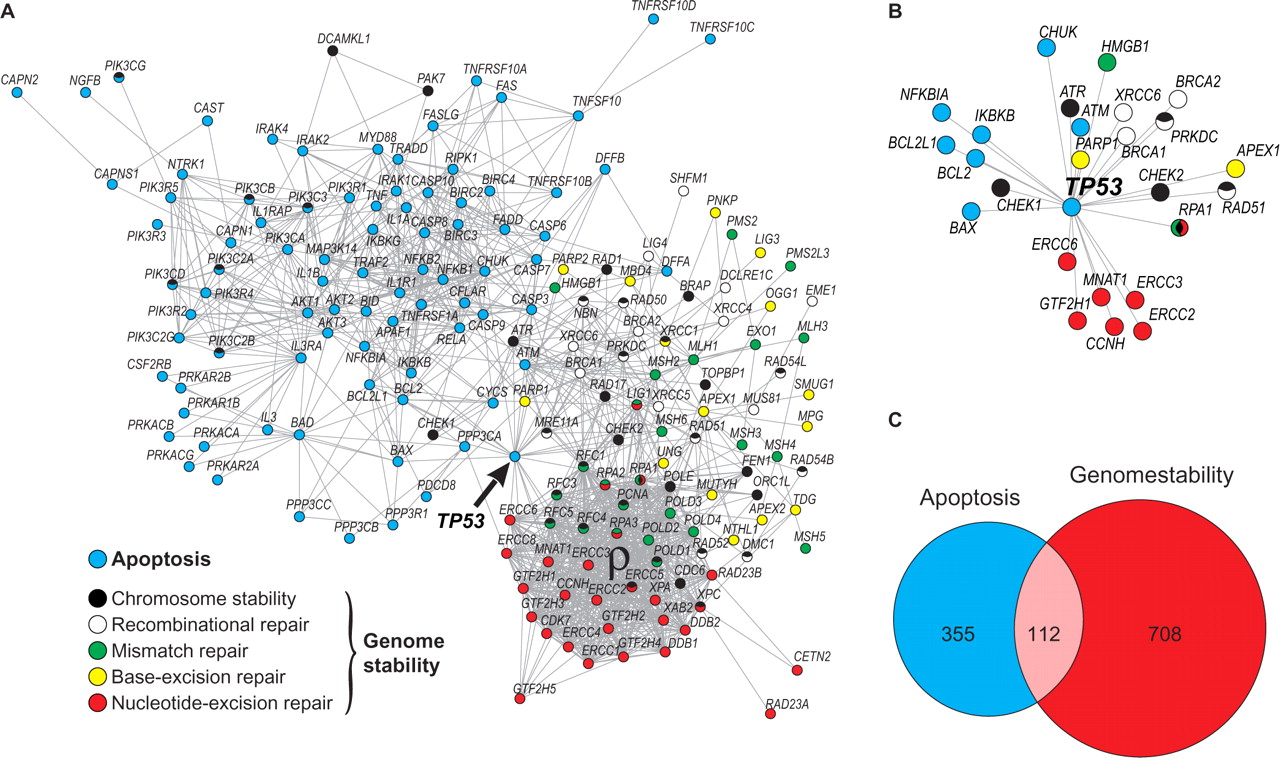 A
TNFRSF10D
TNFRSF10C
DCAMKL1
PIK3CG
CAPN2
NGFB
PAK7
TNFRSF10A
FAS
TNFSF10
CAST
FASLG
IRAK4
IRAK2
MYD88
TRADD
RIPK1
DFFB
CAPNS1
NTRK1
PIK3R5
PIK3CB
PIK3C3
PIK3R1
IRAK1
CASP10
BIRC4
TNFRSF10B
SHFM1
TNF
BIRC2
IL1RAP
IL1A
CASP8
FADD
CASP6
PNKP
PMS2
PIK3R3
CAPN1
PIK3CA
IKBKG
BIRC3
LIG4
LIG3
PIK3C2A
MAP3K14
TRAF2
NFKB2
NFKB1
CHUK
CASP7
PARP2
RAD1
DFFA
PMS2L3
PIK3CD
IL1B
IL1R1
HMGB1
MBD4
DCLRE1C
PIK3R4
AKT1
AKT2
BID
CFLAR
CASP3
NBN
RAD50
BRAP
OGG1
EME1
PIK3R2
AKT3
APAF1
TNFRSF1A
CASP9
BRCA2
XRCC4
PIK3C2G
PIK3C2B
RELA
ATR
XRCC6
PRKDC
XRCC1
EXO1
MLH3
IL3RA
NFKBIA
IKBKB
ATM
BRCA1
MSH2
MLH1
CSF2RB
PRKAR2B
BCL2L1
BCL2
CYCS
PARP1
RAD17
TOPBP1
RAD54L
PRKAR1B
LIG1
XRCC5
APEX1
MUS81
SMUG1
PRKACB
PRKACA
IL3
BAD
CHEK1
PPP3CA
MRE11A
CHEK2
MSH6
RAD51
MSH3
MPG
PRKACG
PRKAR2A
BAX
RFC1
UNG
MSH4
PDCD8
RPA2
RPA1
POLE
FEN1
RAD54B
PPP3CC
PPP3CB
PPP3R1
RFC3
PCNA
POLD3
MUTYH
ORC1L
TP53
ERCC6
RFC5
RFC4
RPA3
POLD2
POLD4
APEX2
TDG
ERCC8
MNAT1
ERCC3
ρ
POLD1
RAD52
NTHL1
DMC1
MSH5
GTF2H1
CCNH
ERCC2
ERCC5
XPA
CDC6
RAD23B
GTF2H3
CDK7
GTF2H2
XAB2
XPC
DDB2
ERCC4
ERCC1
GTF2H4
DDB1
CETN2
GTF2H5
RAD23A
Apoptosis
Chromosome stability
Recombinational repair
Mismatch repair
Base-excision repair
Nucleotide-excision repair
Genome
stability
B
CHUK
HMGB1
NFKBIA
IKBKB
ATR
ATM
XRCC6
BRCA2
BCL2L1
BCL2
PARP1
BRCA1
PRKDC
APEX1
CHEK1
TP53
CHEK2
RAD51
BAX
RPA1
ERCC6
MNAT1
ERCC3
GTF2H1
CCNH
ERCC2
C
Apoptosis
Genomestability
355
112
708